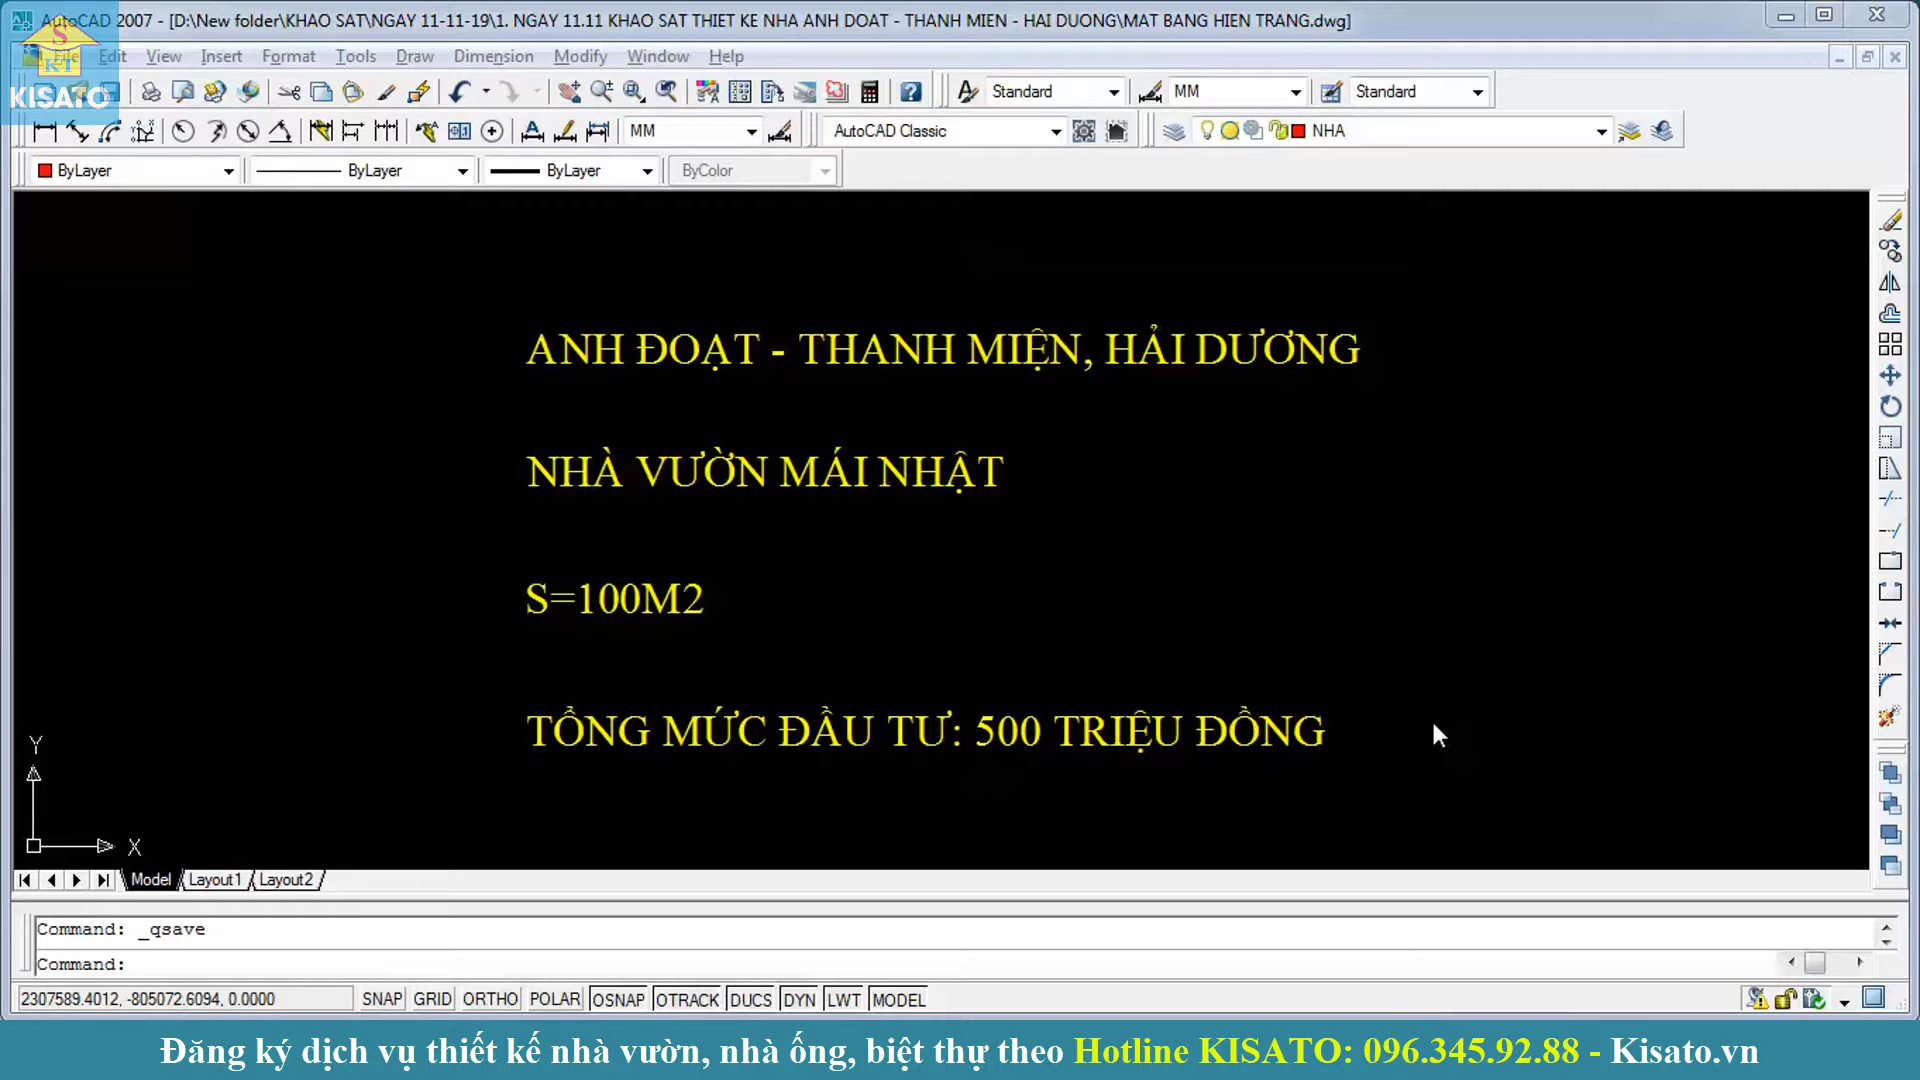 AutoCAD 2007 - [D:\New folder\KHAO SAT\NGAY 11-11-19\1. NGAY 11.11 KHAO SAT THIET KE NHA ANH DOAT - THANH MIEN - HAI DUONG\MAT BANG HIEN TRANG.dwg]
S
KT
KISATO
File Edit View Insert Format Tools Draw Dimension Modify Window Help
Standard MM Standard
MM AutoCAD Classic NHA
ByLayer ByLayer ByLayer ByColor
ANH ĐOẠT - THANH MIỆN, HẢI DƯƠNG
NHÀ VƯỜN MÁI NHẬT
S=100M2
TỔNG MỨC ĐẦU TƯ: 500 TRIỆU ĐỒNG
Y
X
Model Layout1 Layout2
Command: _qsave
Command:
2307589.4012, -805072.6094, 0.0000 SNAP GRID ORTHO POLAR OSNAP OTRACK DUCS DYN LWT MODEL
Đăng ký dịch vụ thiết kế nhà vườn, nhà ống, biệt thự theo Hotline KISATO: 096.345.92.88 - Kisato.vn